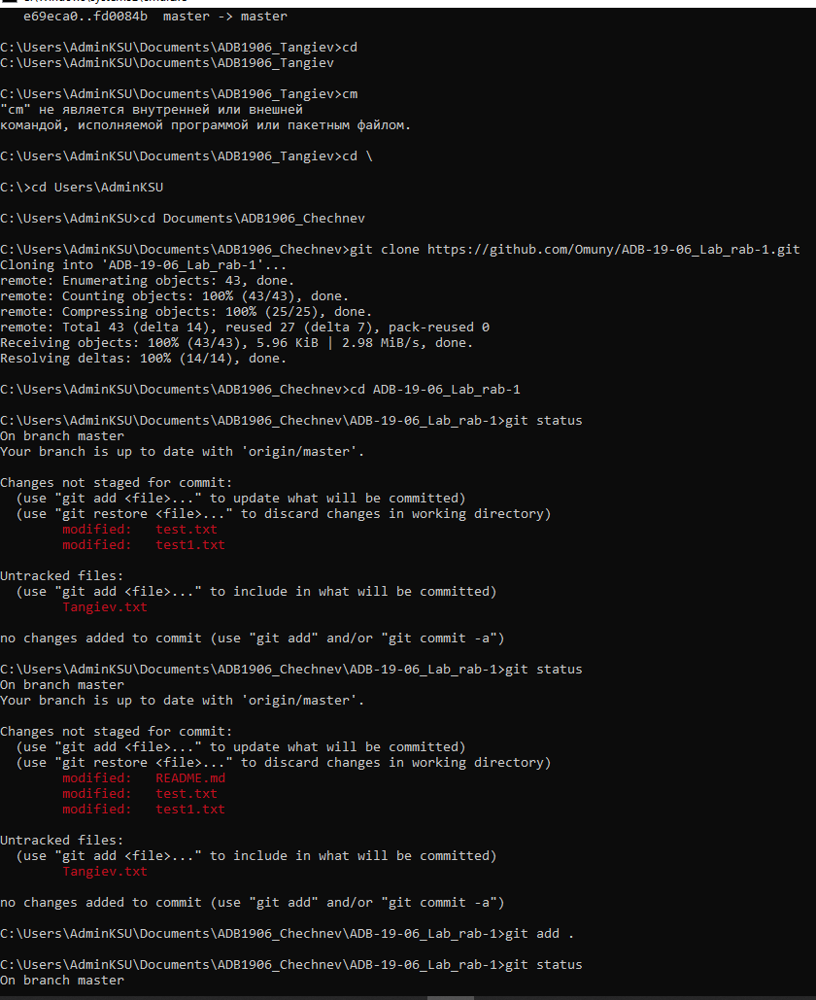 e69eca0..fd0084b  master -> master
C:\Users\AdminKSU\Documents\ADB1906_Tangiev>cd
C:\Users\AdminKSU\Documents\ADB1906_Tangiev
C:\Users\AdminKSU\Documents\ADB1906_Tangiev>cm
"cm" не является внутренней или внешней
командой, исполняемой программой или пакетным файлом.
C:\Users\AdminKSU\Documents\ADB1906_Tangiev>cd \
C:\>cd Users\AdminKSU
C:\Users\AdminKSU>cd Documents\ADB1906_Chechnev
C:\Users\AdminKSU\Documents\ADB1906_Chechnev>git clone https://github.com/Omuny/ADB-19-06_Lab_rab-1.git
Cloning into 'ADB-19-06_Lab_rab-1'...
remote: Enumerating objects: 43, done.
remote: Counting objects: 100% (43/43), done.
remote: Compressing objects: 100% (25/25), done.
remote: Total 43 (delta 14), reused 27 (delta 7), pack-reused 0
Receiving objects: 100% (43/43), 5.96 KiB | 2.98 MiB/s, done.
Resolving deltas: 100% (14/14), done.
C:\Users\AdminKSU\Documents\ADB1906_Chechnev>cd ADB-19-06_Lab_rab-1
C:\Users\AdminKSU\Documents\ADB1906_Chechnev\ADB-19-06_Lab_rab-1>git status
On branch master
Your branch is up to date with 'origin/master'.
Changes not staged for commit:
(use "git add <file>..." to update what will be committed)
(use "git restore <file>..." to discard changes in working directory)
modified:   test.txt
modified:   test1.txt
Untracked files:
(use "git add <file>..." to include in what will be committed)
Tangiev.txt
no changes added to commit (use "git add" and/or "git commit -a")
C:\Users\AdminKSU\Documents\ADB1906_Chechnev\ADB-19-06_Lab_rab-1>git status
On branch master
Your branch is up to date with 'origin/master'.
Changes not staged for commit:
(use "git add <file>..." to update what will be committed)
(use "git restore <file>..." to discard changes in working directory)
modified:   README.md
modified:   test.txt
modified:   test1.txt
Untracked files:
(use "git add <file>..." to include in what will be committed)
Tangiev.txt
no changes added to commit (use "git add" and/or "git commit -a")
C:\Users\AdminKSU\Documents\ADB1906_Chechnev\ADB-19-06_Lab_rab-1>git add .
C:\Users\AdminKSU\Documents\ADB1906_Chechnev\ADB-19-06_Lab_rab-1>git status
On branch master